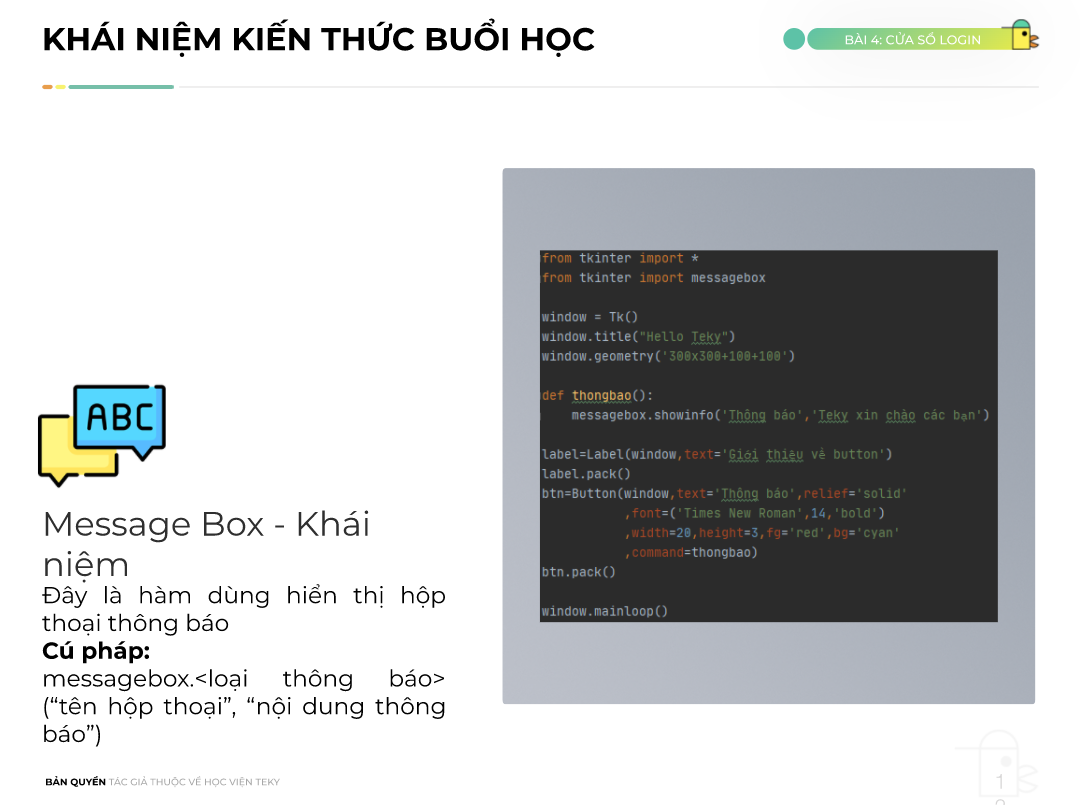 KHÁI NIỆM KIẾN THỨC BUỔI HỌC
BÀI 4: CỬA SỔ LOGIN
ABC
Message Box - Khái
niệm
Đây là hàm dùng hiển thị hộp
thoại thông báo
Cú pháp:
messagebox.<loại thông báo>
(“tên hộp thoại”, “nội dung thông
báo”)
from tkinter import *
from tkinter import messagebox
window = Tk()
window.title("Hello Teky")
window.geometry('300x300+100+100')
def thongbao():
    messagebox.showinfo('Thông báo','Teky xin chào các bạn')
label=Label(window,text='Giới thiệu về button')
label.pack()
btn=Button(window,text='Thông báo',relief='solid'
           ,font=('Times New Roman',14,'bold')
           ,width=20,height=3,fg='red',bg='cyan'
           ,command=thongbao)
btn.pack()
window.mainloop()
BẢN QUYỀN TÁC GIẢ THUỘC VỀ HỌC VIỆN TEKY
1